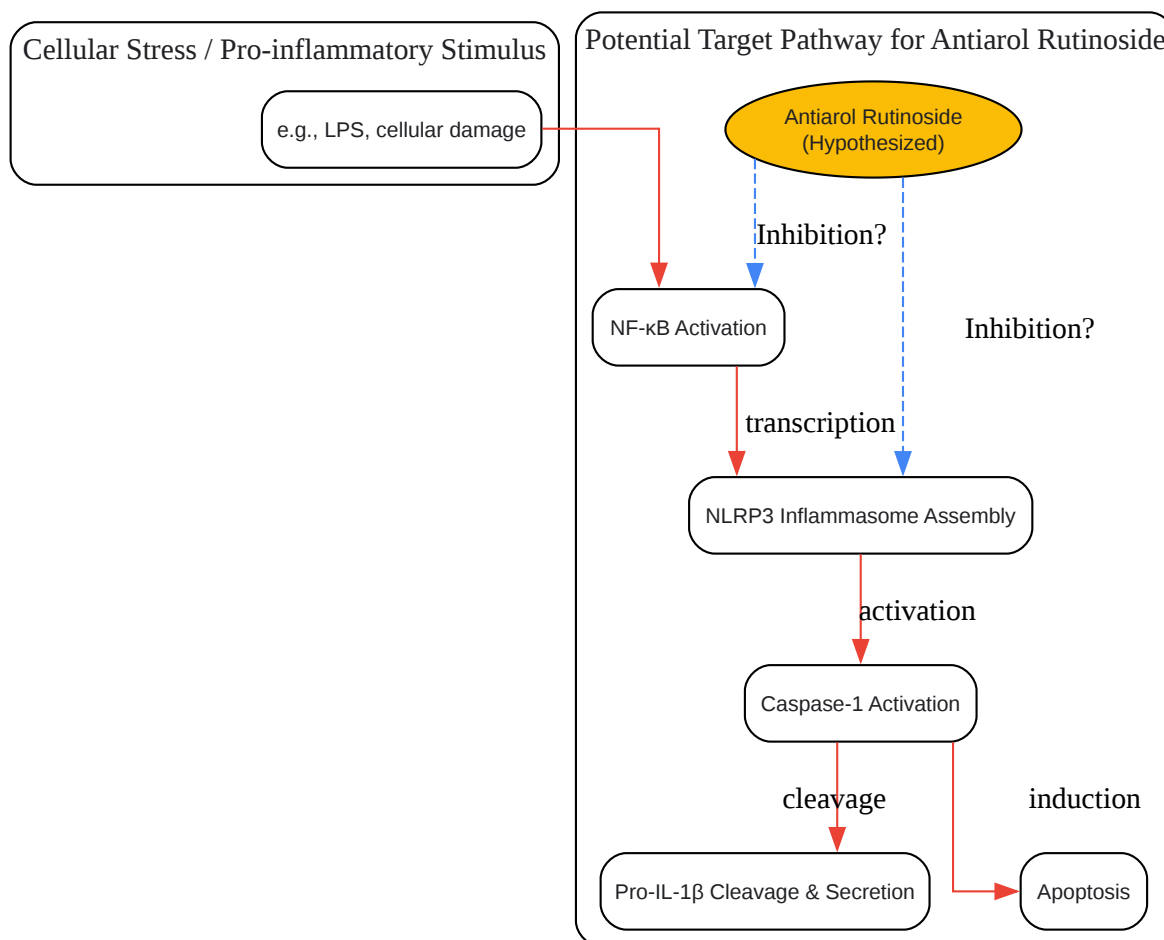 Cellular Stress / Pro-inflammatory Stimulus
e.g., LPS, cellular damage
Potential Target Pathway for Antiarol Rutinoside
Antiarol Rutinoside
(Hypothesized)
Inhibition?
NF-κB Activation
Inhibition?
transcription
NLRP3 Inflammasome Assembly
activation
Caspase-1 Activation
cleavage
induction
Pro-IL-1β Cleavage & Secretion
Apoptosis